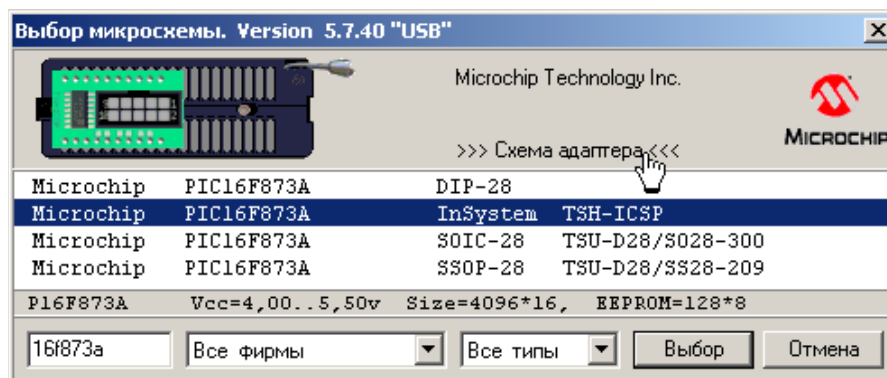 Выбор микросхемы. Version 5.7.40 "USB"
Microchip Technology Inc.
MICROCHIP
>>> Схема адаптера <<<
Microchip PIC16F873A DIP-28
Microchip PIC16F873A InSystem TSH-ICSP
Microchip PIC16F873A SOIC-28 TSU-D28/SO28-300
Microchip PIC16F873A SSOP-28 TSU-D28/SS28-209
P16F873A Vcc=4,00..5,50v Size=4096*16, EEPROM=128*8
16f873a Все фирмы Все типы Выбор Отмена